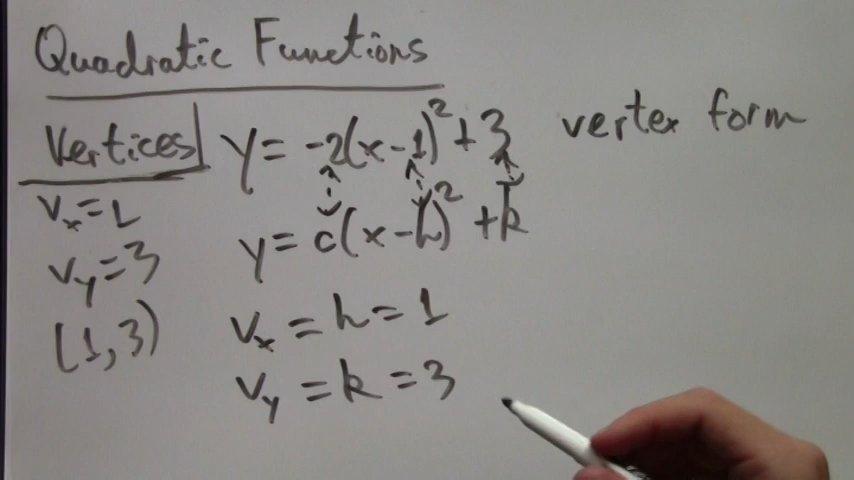 Quadratic Functions
Vertices y = -2(x-1)² + 3 vertex form
Vx = 1
y = c(x-h)² + k
Vy = 3
Vx = h = 1
(1,3)
Vy = k = 3